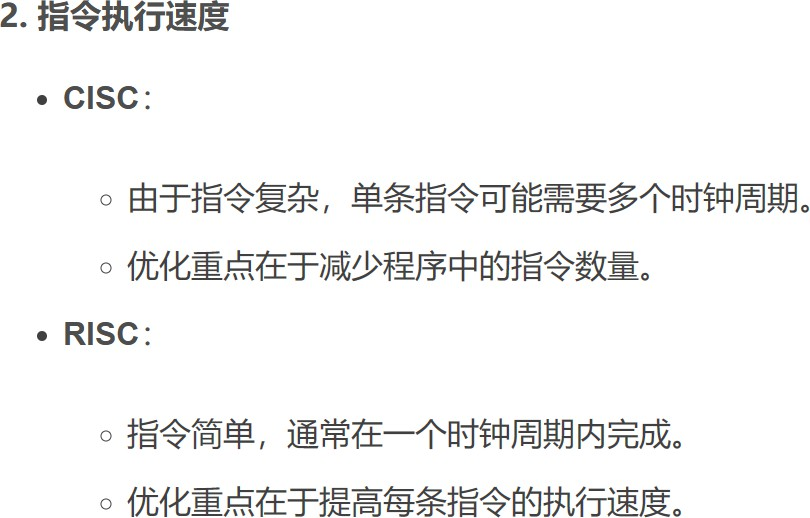 2. 指令执行速度
CISC：
由于指令复杂，单条指令可能需要多个时钟周期。
优化重点在于减少程序中的指令数量。
RISC：
指令简单，通常在一个时钟周期内完成。
优化重点在于提高每条指令的执行速度。